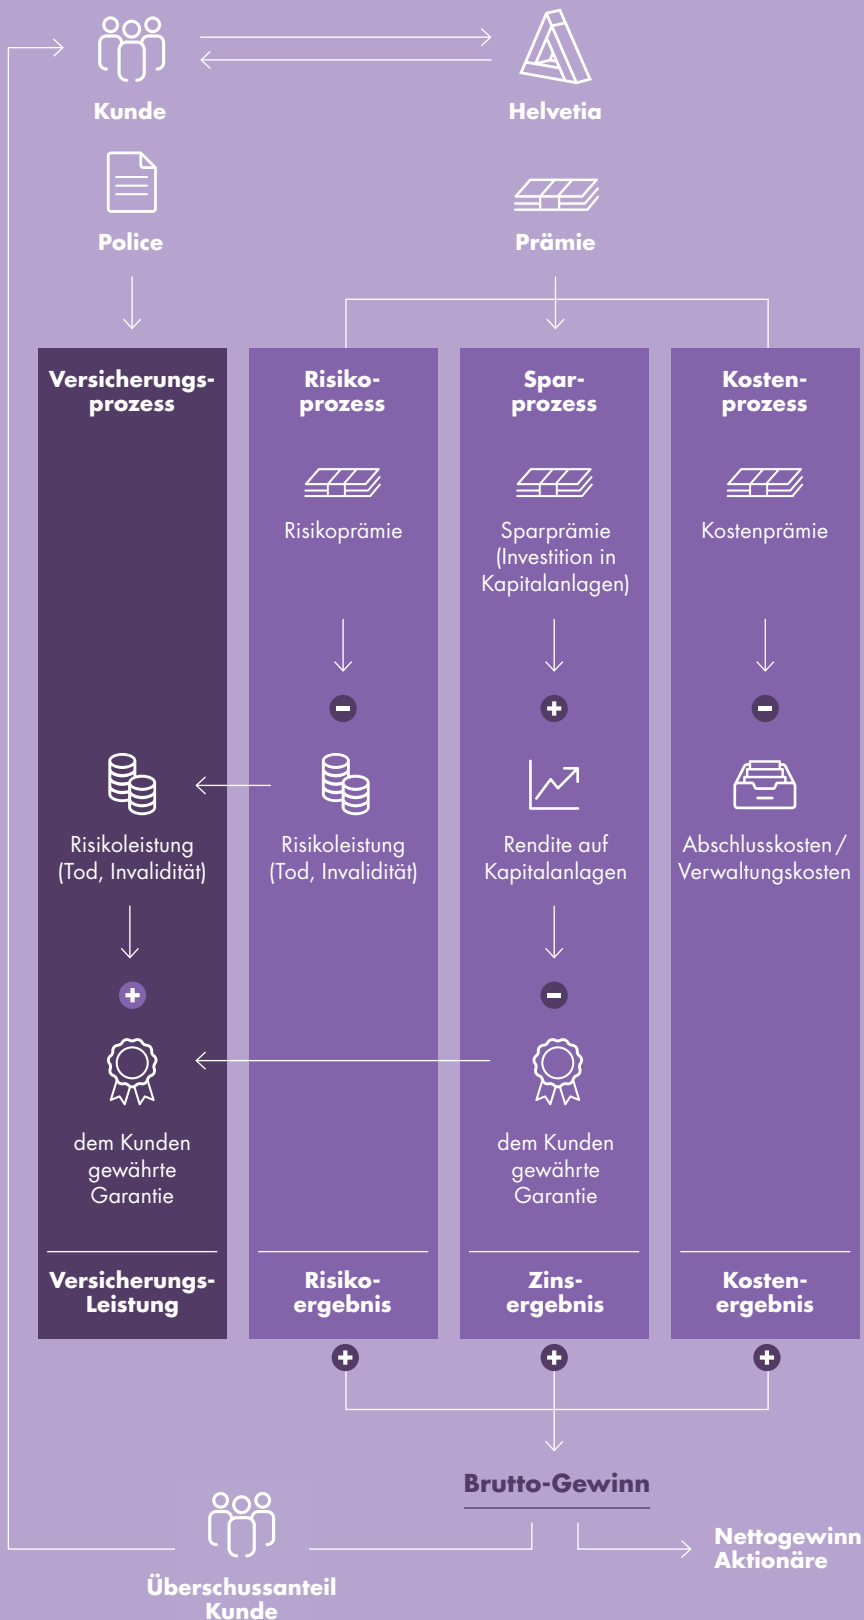 Kunde
Helvetia
Police
Prämie
Versicherungs-
prozess
Risiko-
prozess
Spar-
prozess
Kosten-
prozess
Risikoprämie
Sparprämie
(Investition in
Kapitalanlagen)
Kostenprämie
Risikoleistung
(Tod, Invalidität)
Risikoleistung
(Tod, Invalidität)
Rendite auf
Kapitalanlagen
Abschlusskosten /
Verwaltungskosten
dem Kunden
gewährte
Garantie
dem Kunden
gewährte
Garantie
Versicherungs-
Leistung
Risiko-
ergebnis
Zins-
ergebnis
Kosten-
ergebnis
Brutto-Gewinn
Nettogewinn
Aktionäre
Überschussanteil
Kunde